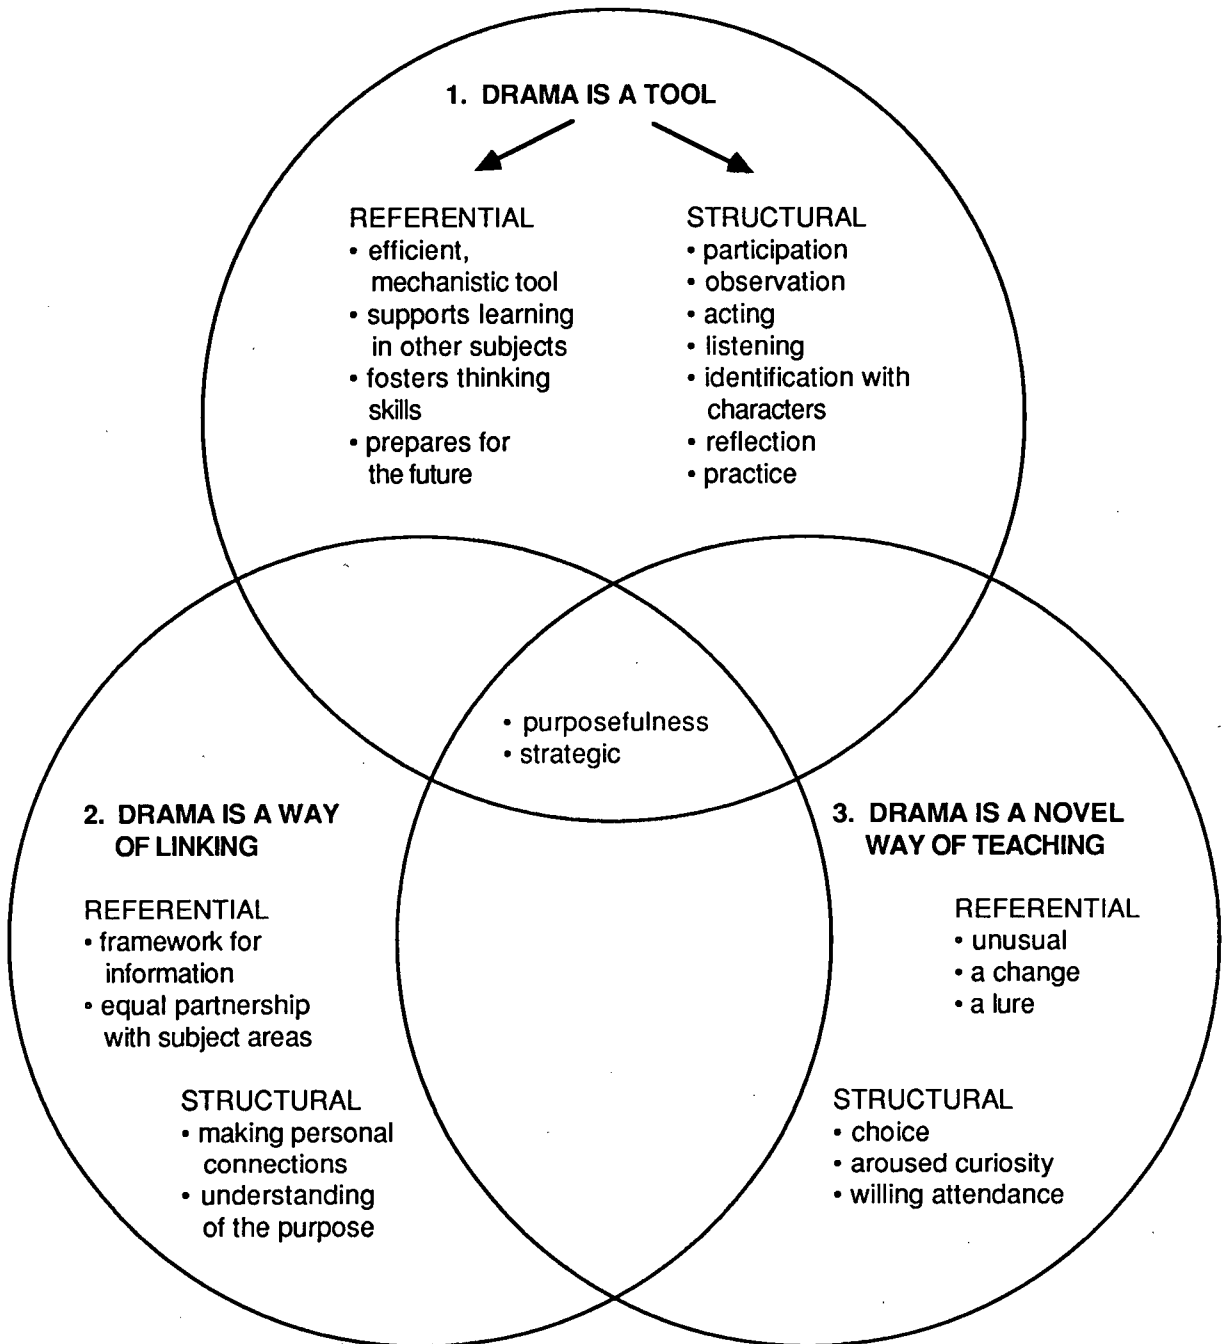 1. DRAMA IS A TOOL
REFERENTIAL
• efficient,
mechanistic tool
• supports learning
in other subjects
• fosters thinking
skills
• prepares for
the future
STRUCTURAL
• participation
• observation
• acting
• listening
• identification with
characters
• reflection
• practice
• purposefulness
• strategic
2. DRAMA IS A WAY
OF LINKING
REFERENTIAL
• framework for
information
• equal partnership
with subject areas
STRUCTURAL
• making personal
connections
• understanding
of the purpose
3. DRAMA IS A NOVEL
WAY OF TEACHING
REFERENTIAL
• unusual
• a change
• a lure
STRUCTURAL
• choice
• aroused curiosity
• willing attendance